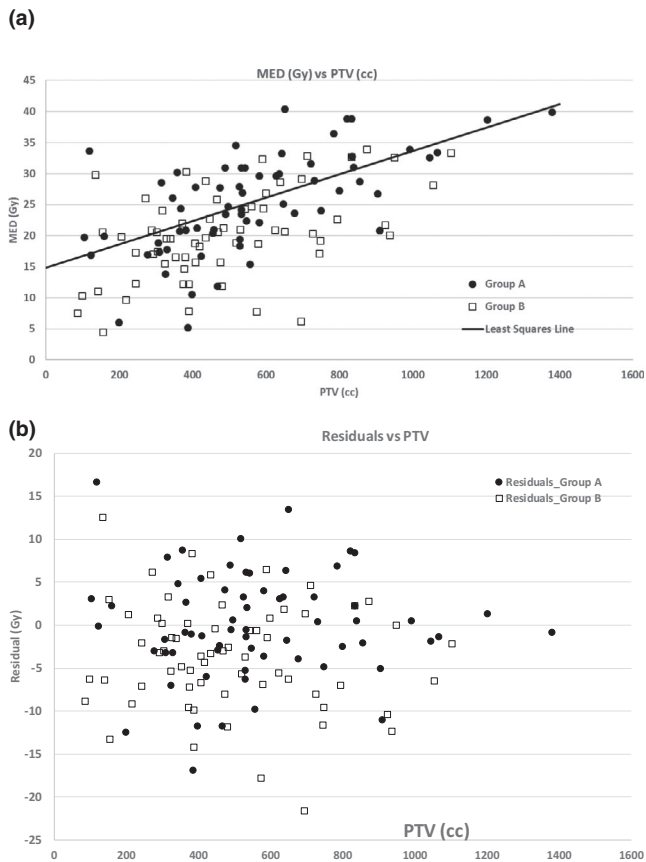 (a)
MED (Gy) vs PTV (cc)
45
40
35
30
25
20
15
10
5
0
MED (Gy)
0 200 400 600 800 1000 1200 1400 1600
PTV (cc)
Group A
Group B
Least Squares Line
(b)
Residuals vs PTV
20
15
10
5
0
-5
-10
-15
-20
-25
Residual (Gy)
Residuals_Group A
Residuals_Group B
PTV (cc)
0 200 400 600 800 1000 1200 1400 1600